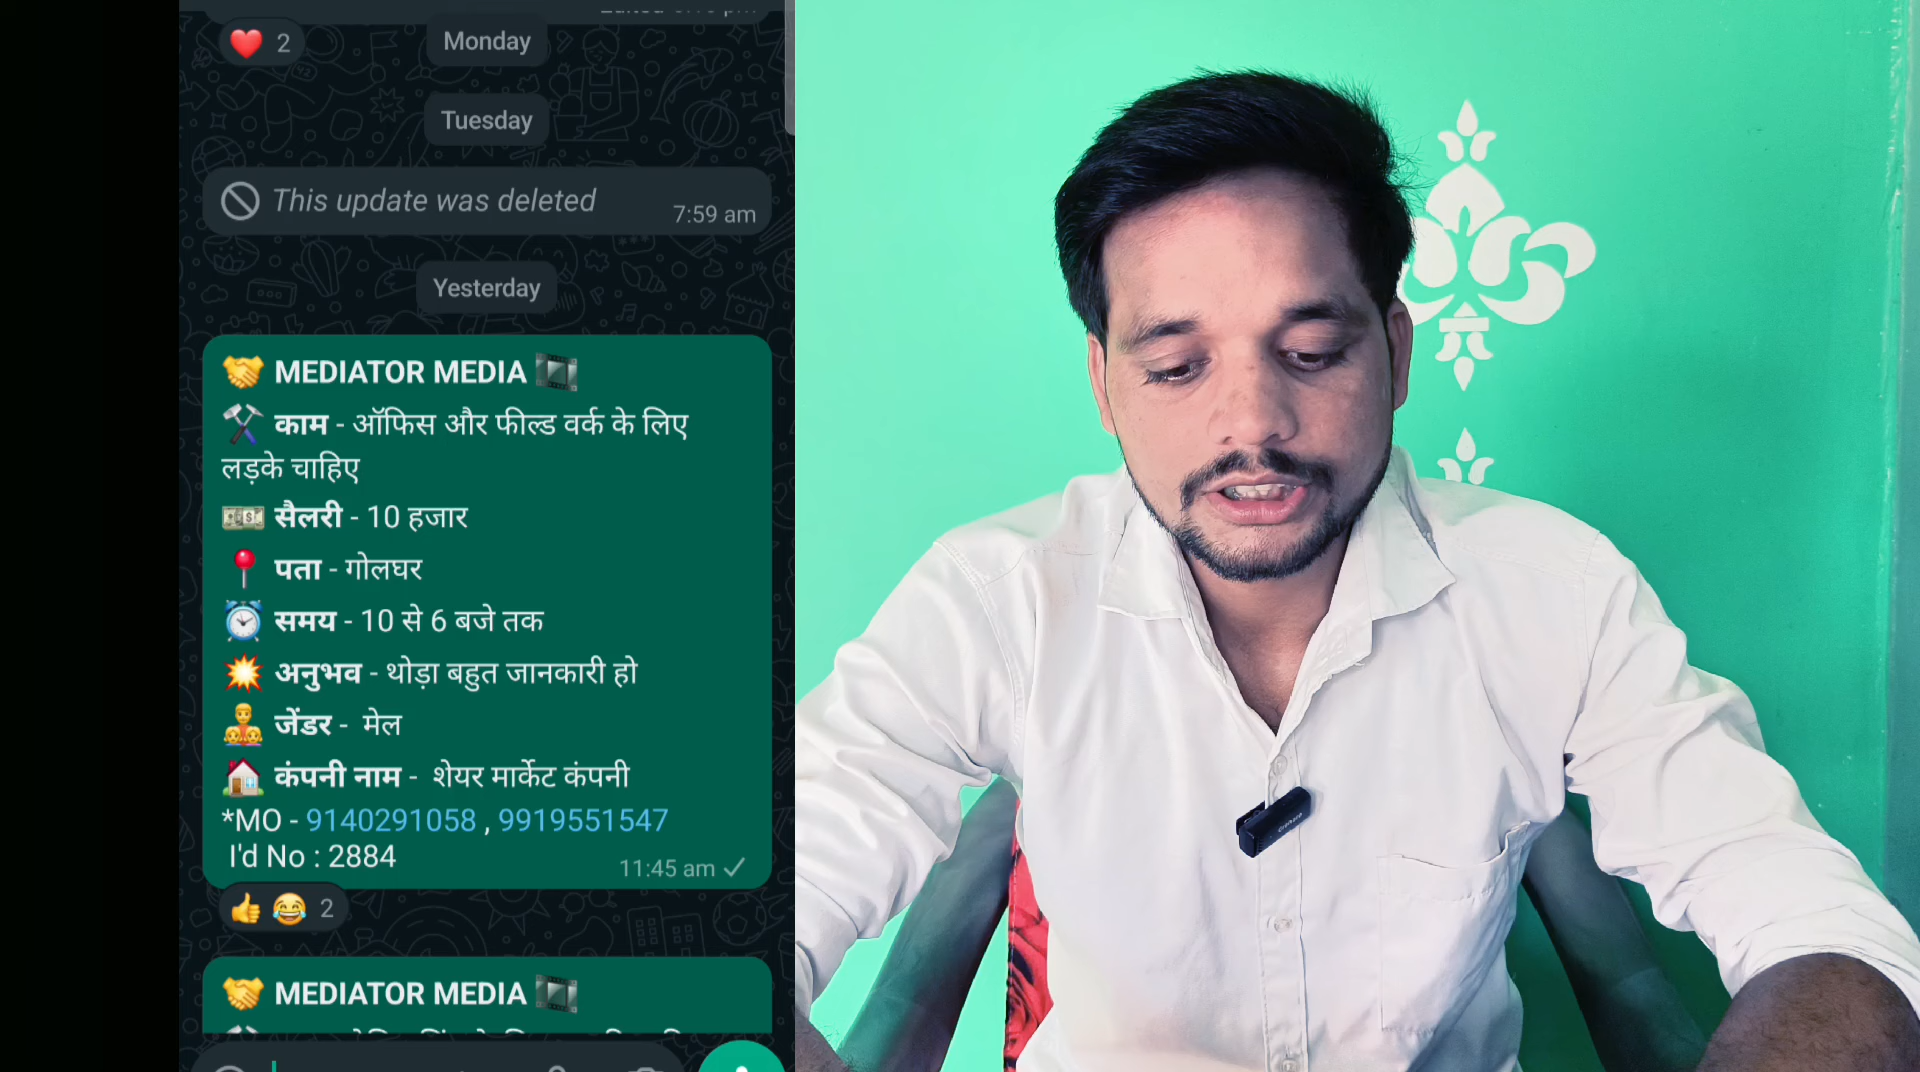 2
Monday
Tuesday
This update was deleted
7:59 am
Yesterday
MEDIATOR MEDIA
काम - ऑफिस और फील्ड वर्क के लिए
लड़के चाहिए
सैलरी - 10 हजार
पता - गोलघर
समय - 10 से 6 बजे तक
अनुभव - थोड़ा बहुत जानकारी हो
जेंडर - मेल
कंपनी नाम - शेयर मार्केट कंपनी
*MO - 9140291058 , 9919551547
I'd No : 2884
11:45 am
2
MEDIATOR MEDIA